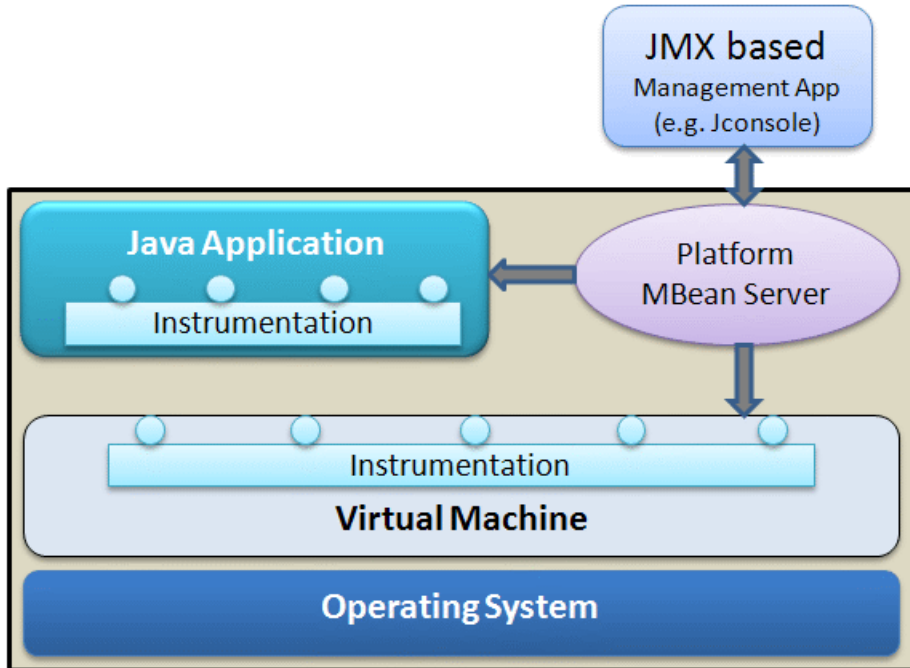 JMX based
Management App
(e.g. Jconsole)
Java Application
Instrumentation
Platform
MBean Server
Instrumentation
Virtual Machine
Operating System